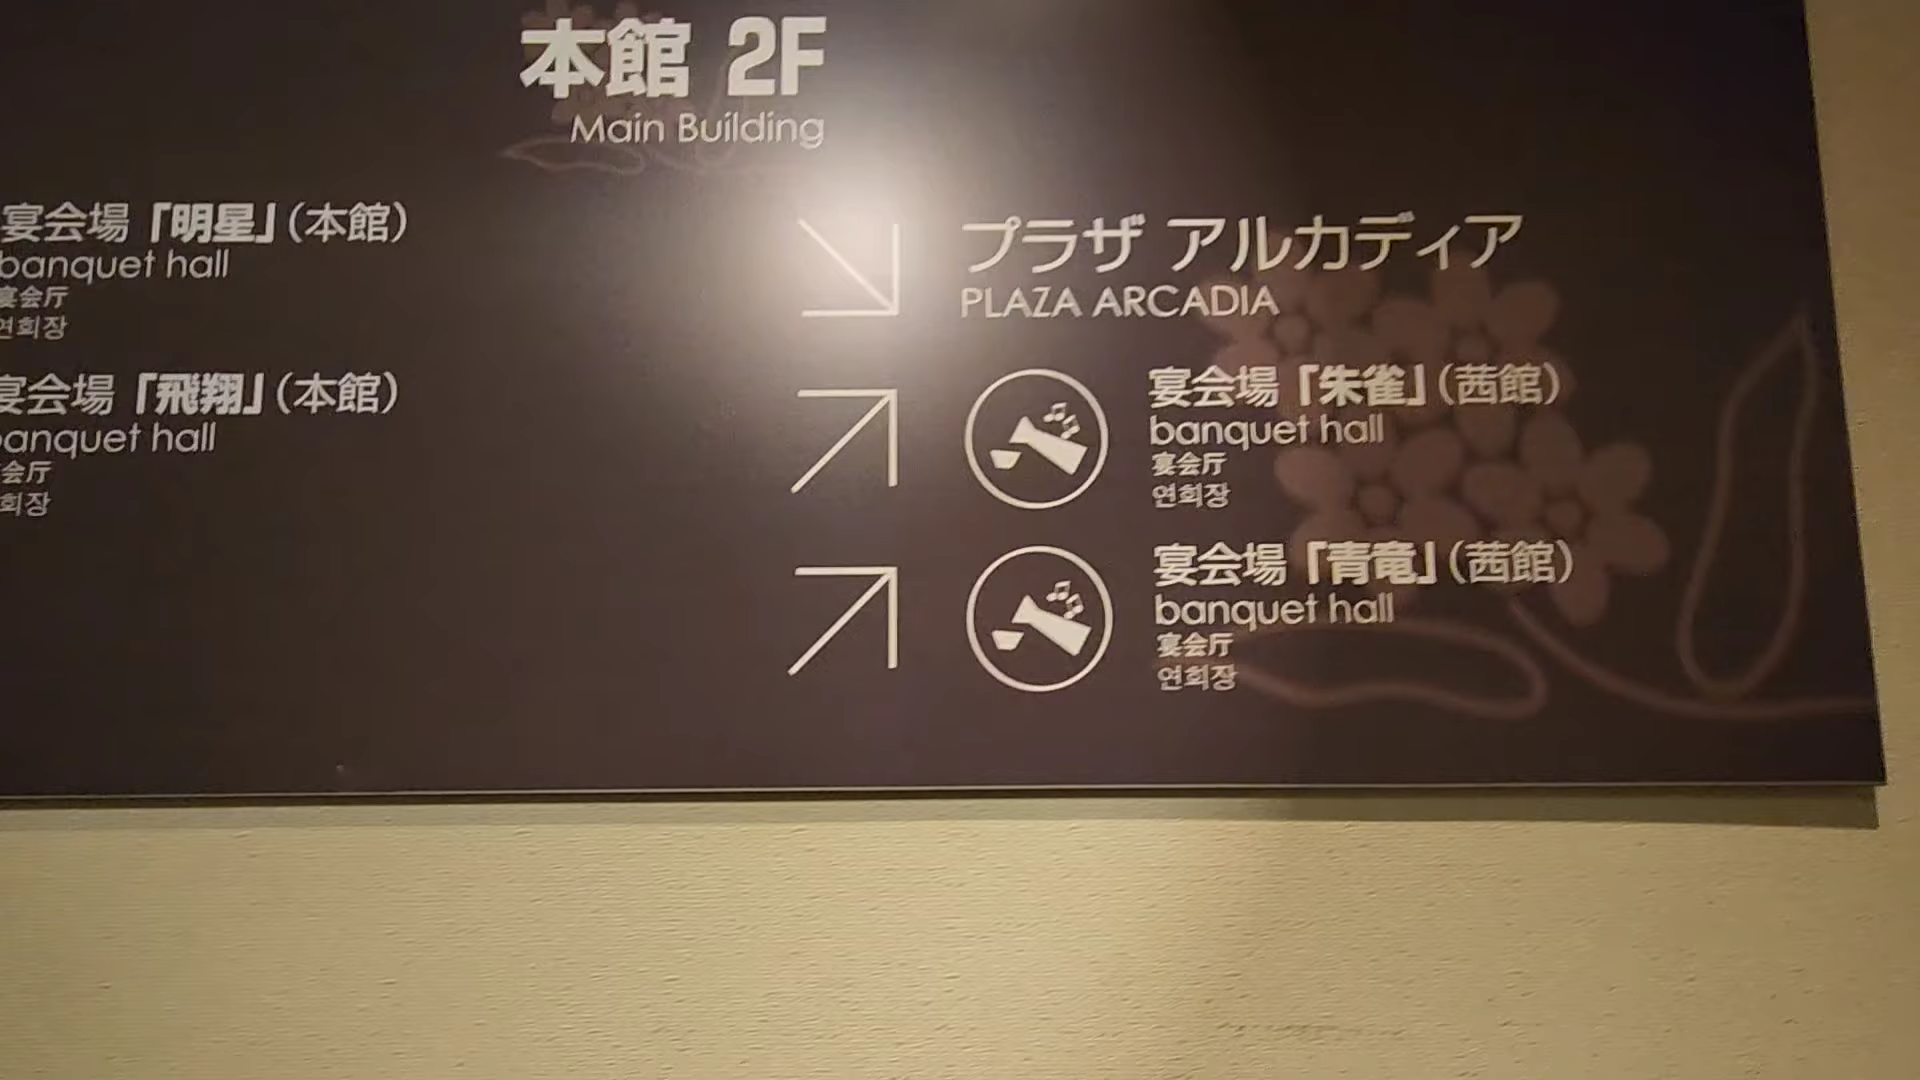 本館 2F
Main Building
宴会場「明星」(本館)
banquet hall
宴会厅
연회장
宴会場「飛翔」(本館)
banquet hall
会厅
회장
プラザ アルカディア
PLAZA ARCADIA
宴会場「朱雀」(茜館)
banquet hall
宴会厅
연회장
宴会場「青竜」(茜館)
banquet hall
宴会厅
연회장